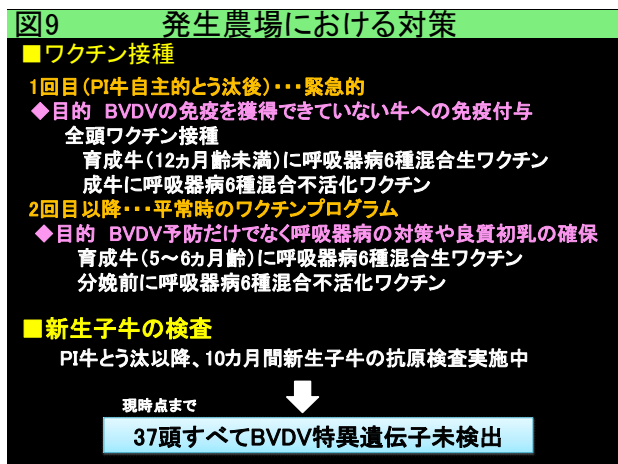 図9 発生農場における対策
■ワクチン接種
1回目(PI牛自主的とう汰後)・・・緊急的
◆目的 BVDVの免疫を獲得できていない牛への免疫付与
全頭ワクチン接種
育成牛(12ヵ月齢未満)に呼吸器病6種混合生ワクチン
成牛に呼吸器病6種混合不活化ワクチン
2回目以降・・・平常時のワクチンプログラム
◆目的 BVDV予防だけでなく呼吸器病の対策や良質初乳の確保
育成牛(5～6ヵ月齢)に呼吸器病6種混合生ワクチン
分娩前に呼吸器病6種混合不活化ワクチン
■新生子牛の検査
PI牛とう汰以降、10カ月間新生子牛の抗原検査実施中
現時点まで
37頭すべてBVDV特異遺伝子未検出